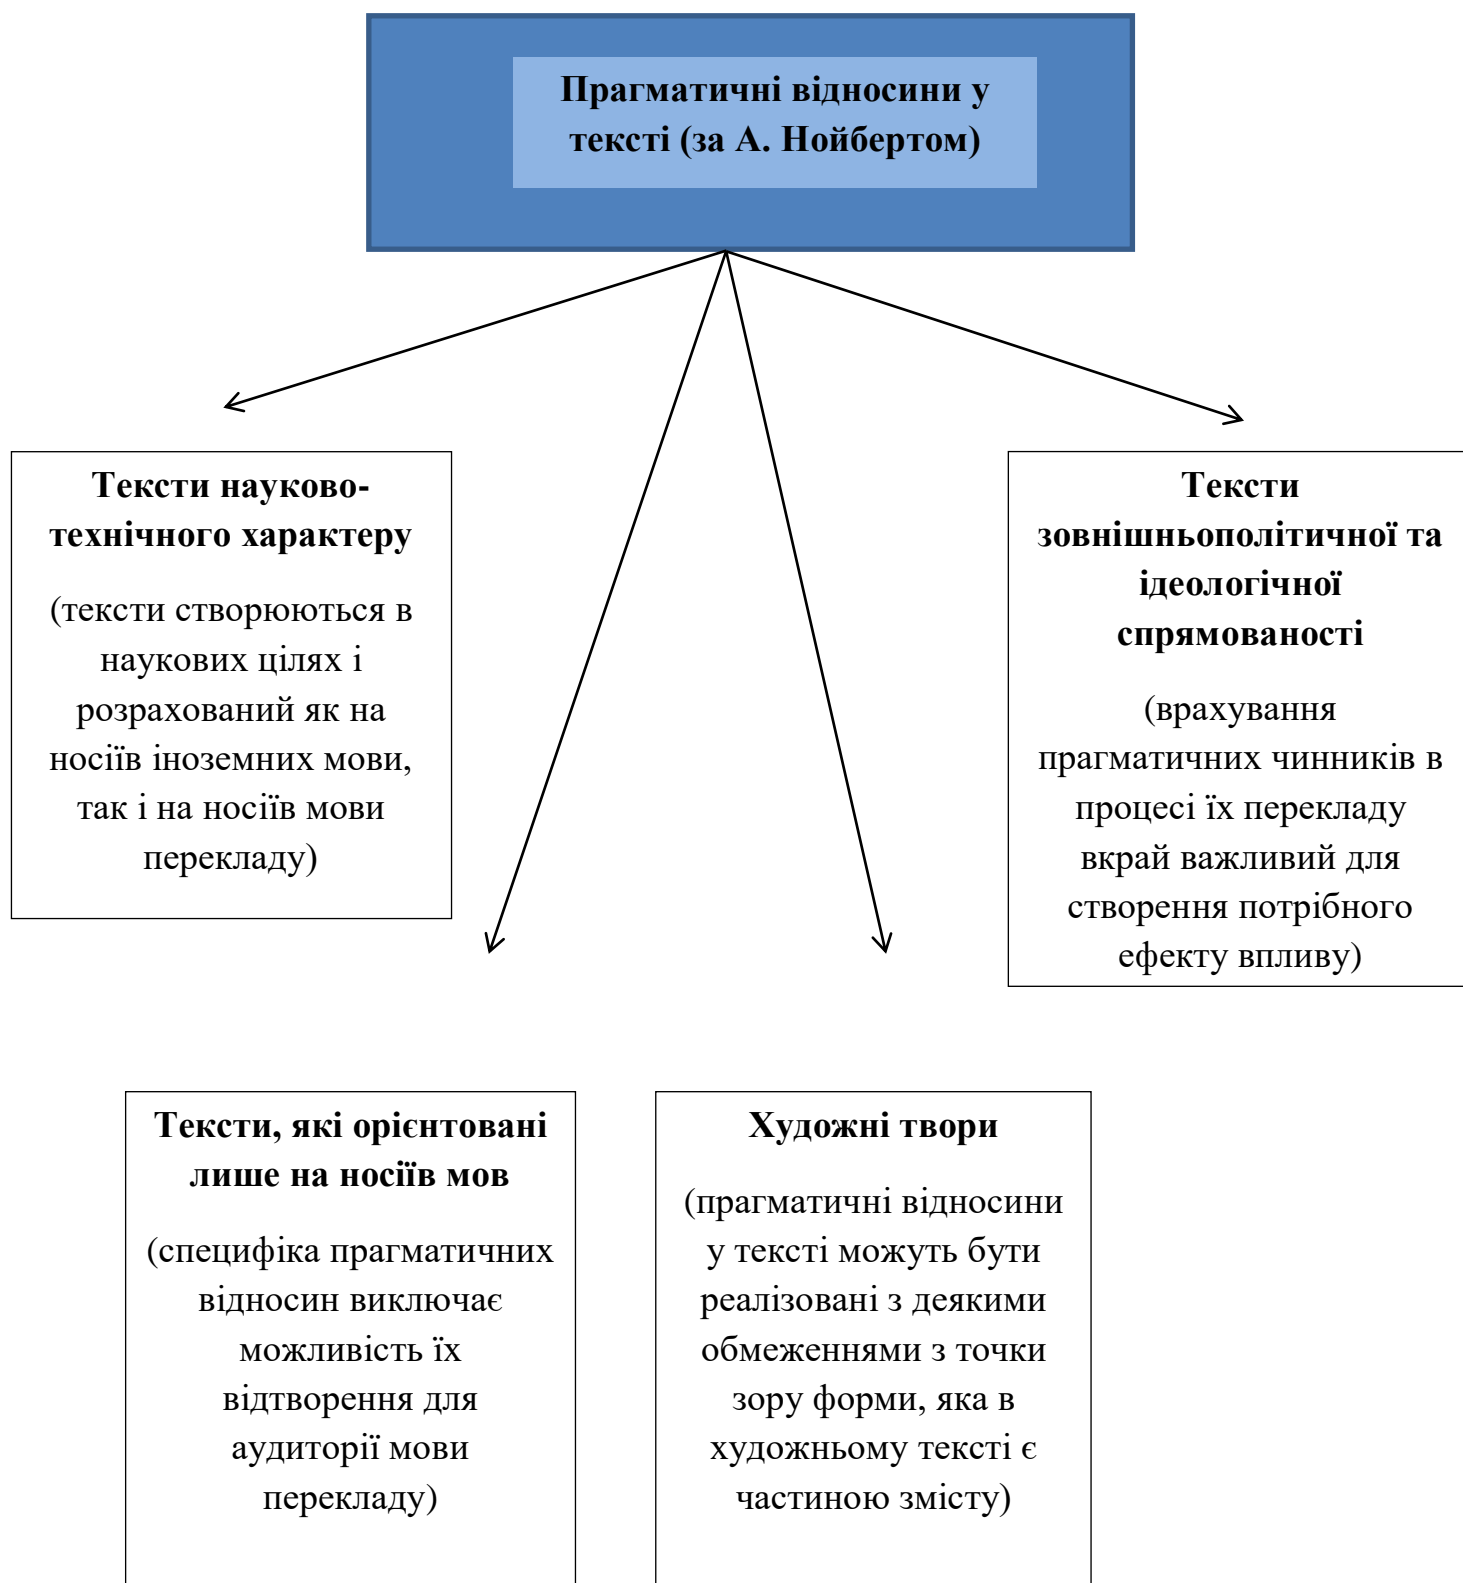 Прагматичні відносини у
тексті (за А. Нойбертом)
Тексти науково-
технічного характеру
(тексти створюються в
наукових цілях і
розрахований як на
носіїв іноземних мови,
так і на носіїв мови
перекладу)
Тексти
зовнішньополітичної та
ідеологічної
спрямованості
(врахування
прагматичних чинників в
процесі їх перекладу
вкрай важливий для
створення потрібного
ефекту впливу)
Тексти, які орієнтовані
лише на носіїв мов
(специфіка прагматичних
відносин виключає
можливість їх
відтворення для
аудиторії мови
перекладу)
Художні твори
(прагматичні відносини
у тексті можуть бути
реалізовані з деякими
обмеженнями з точки
зору форми, яка в
художньому тексті є
частиною змісту)